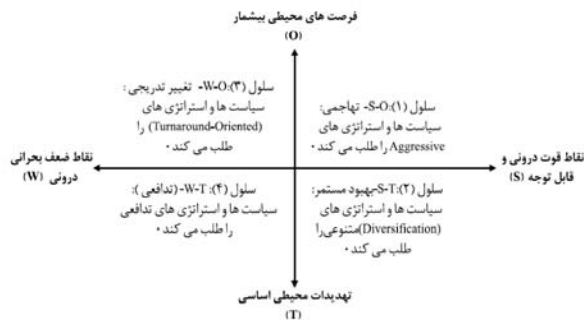 فرصت های محیطی بیشمار
(O)
سلول (۱):S-O- تهاجمی:
سیاست ها و استراتژی های
Aggressive را طلب می کند.
سلول (۳):W-O- تغییر تدریجی:
سیاست ها و استراتژی های
(Turnaround-Oriented) را
طلب می کند.
نقاط قوت درونی و
قابل توجه (S)
نقاط ضعف بحرانی
درونی (W)
سلول (۲):S-T-بهبود مستمر:
سیاست ها و استراتژی های
(Diversification)متنوعی را
طلب می کند.
سلول (۴):W-T-(تدافعی):
سیاست ها و استراتژی های تدافعی
را طلب می کند.
تهدیدات محیطی اساسی
(T)